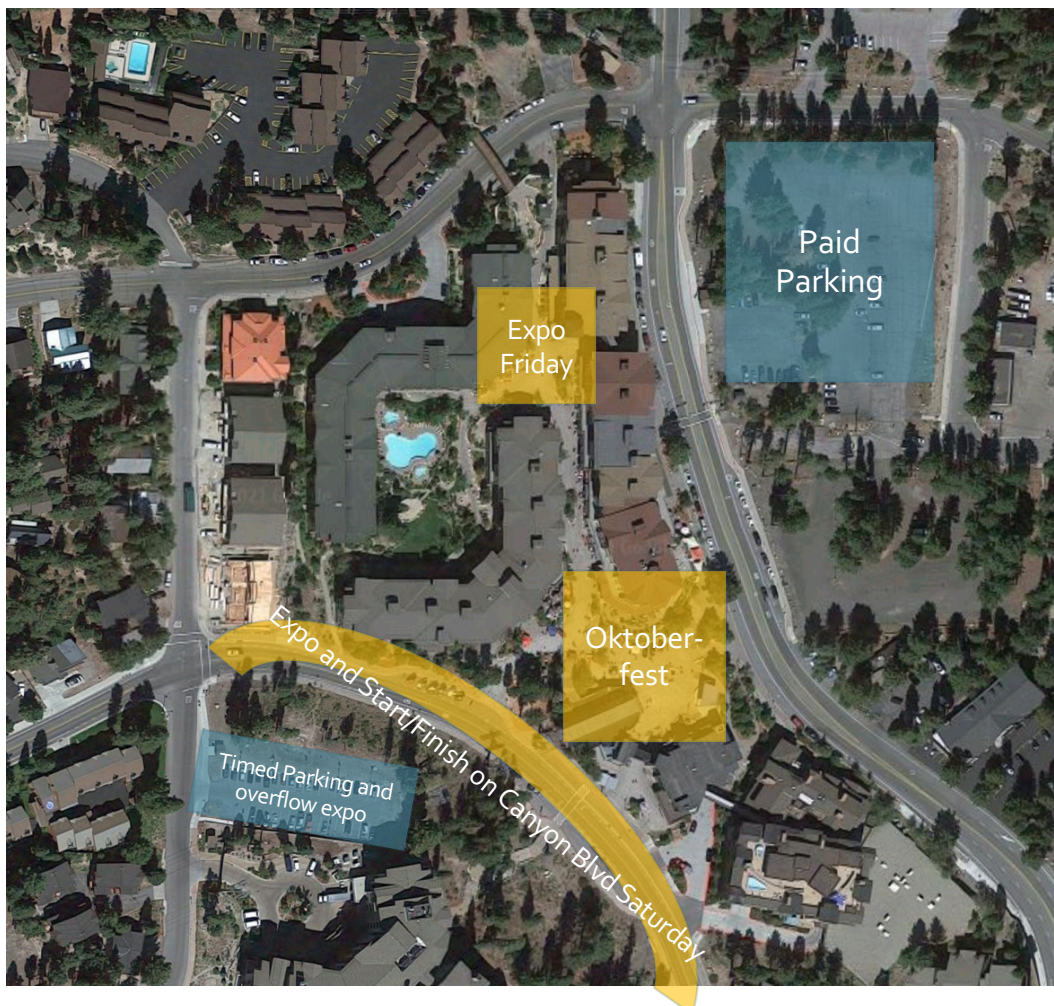 Paid
Parking
Expo
Friday
Oktober-
fest
Expo and Start/Finish on Canyon Blvd Saturday
Timed Parking and
overflow expo